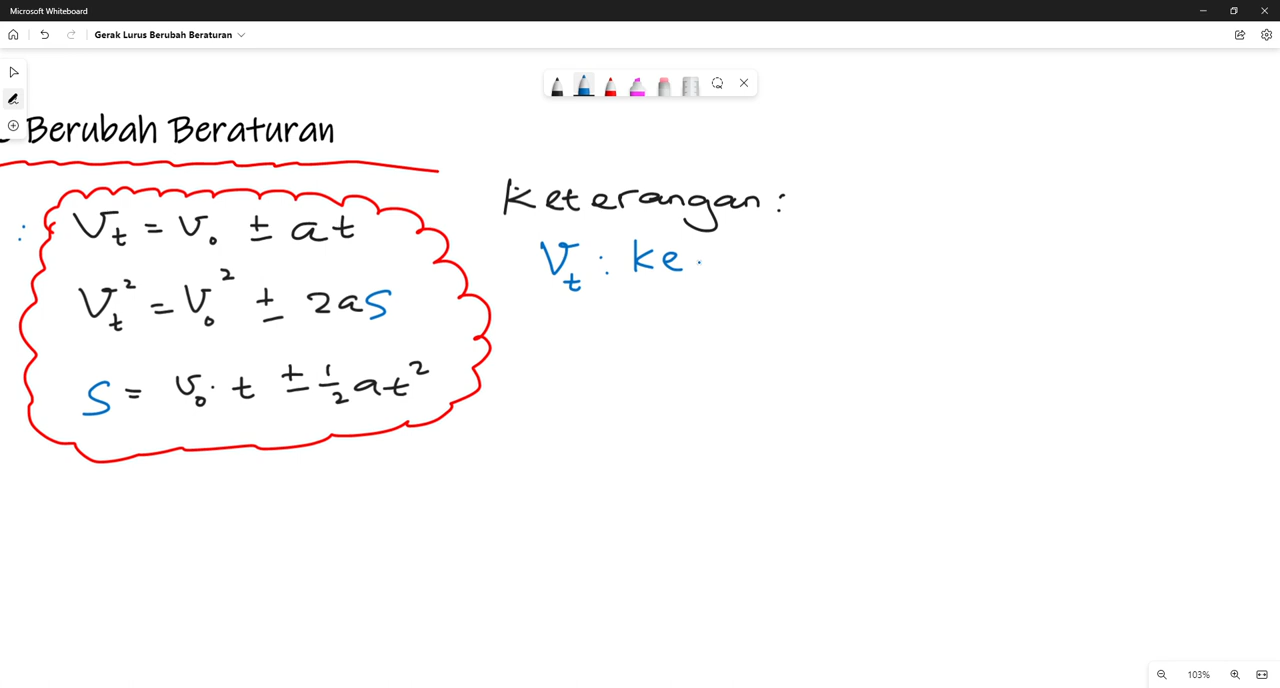 Microsoft Whiteboard
Gerak Lurus Berubah Beraturan
Berubah Beraturan
: Vt = v₀ ± at
Vt² = V₀² ± 2as
S = v₀ · t ± ½at²
Keterangan:
Vt : ke
103%